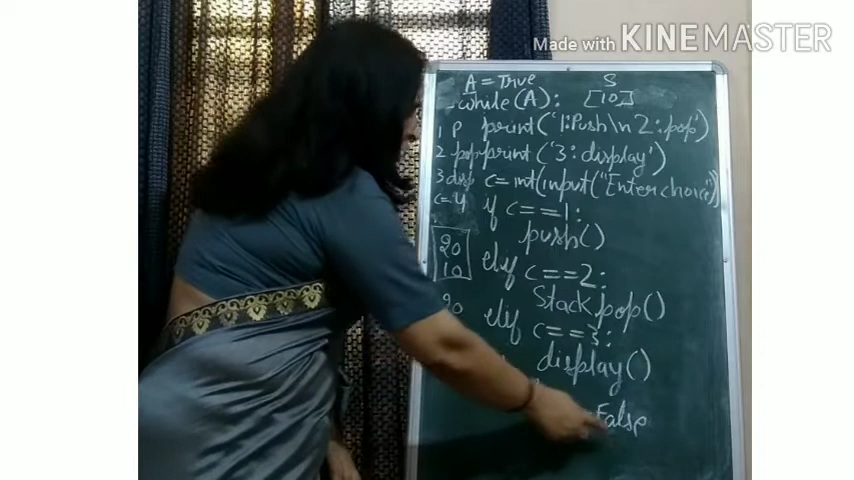 Made with KINEMASTER
A = True
S
while (A):
[10]
1 P print('1:Push\n 2:pop')
2 pop print('3:display')
3 disp c=int(input("Enter choice"))
c=4 if c==1:
push()
20
10
elif c==2:
Stack.pop()
20
elif c==3:
display()
False